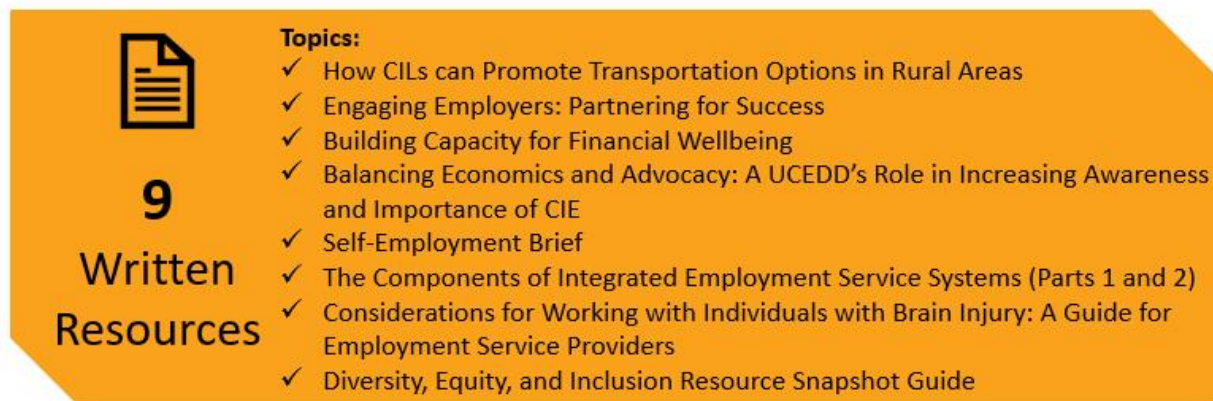 9
Written
Resources
Topics:
✓ How CILs can Promote Transportation Options in Rural Areas
✓ Engaging Employers: Partnering for Success
✓ Building Capacity for Financial Wellbeing
✓ Balancing Economics and Advocacy: A UCEDD’s Role in Increasing Awareness
and Importance of CIE
✓ Self-Employment Brief
✓ The Components of Integrated Employment Service Systems (Parts 1 and 2)
✓ Considerations for Working with Individuals with Brain Injury: A Guide for
Employment Service Providers
✓ Diversity, Equity, and Inclusion Resource Snapshot Guide